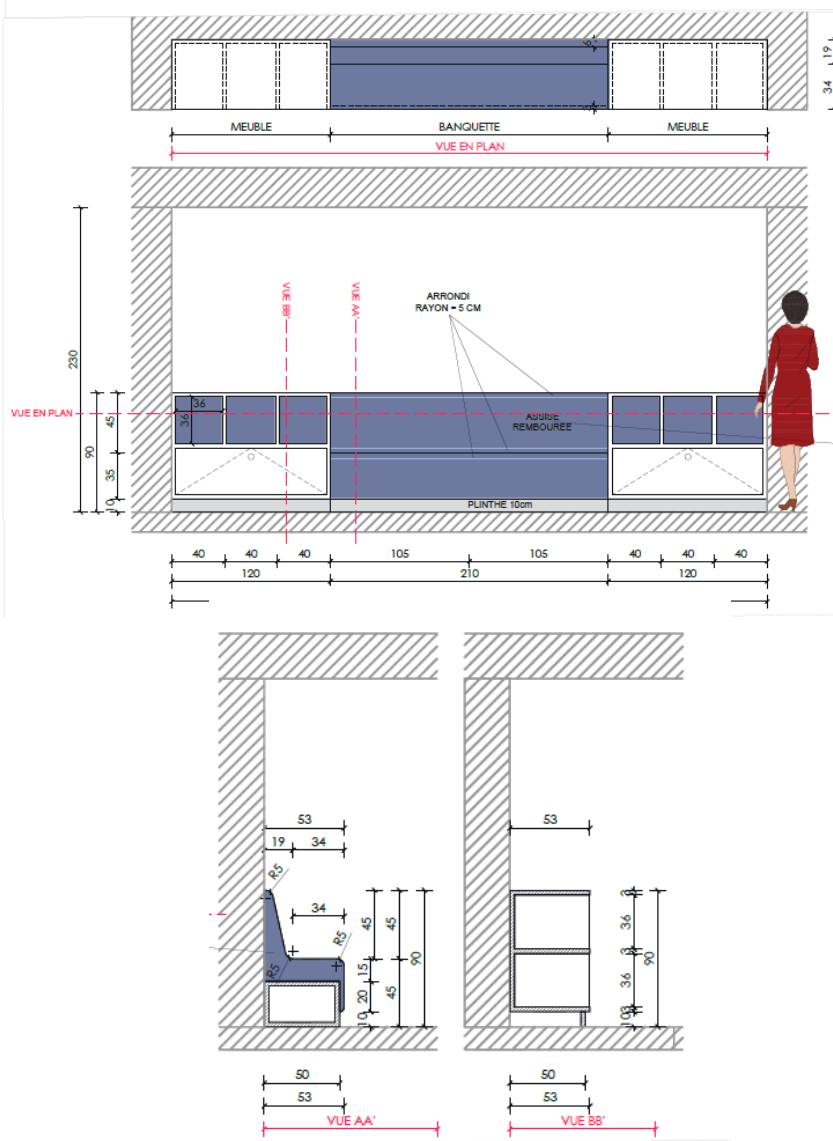 6
19
34
MEUBLE
BANQUETTE
MEUBLE
VUE EN PLAN
VUE BB'
VUE AA'
ARRONDI
RAYON = 5 CM
230
VUE EN PLAN
90
45
35
10
36
36
ASSISE
REMBOUREE
PLINTHE 10cm
40
40
40
105
105
40
40
40
120
210
120
53
19
34
R5
34
R5
R5
45
15
20
10
45
45
90
50
53
VUE AA'
53
3
36
3
36
3
10
90
50
53
VUE BB'